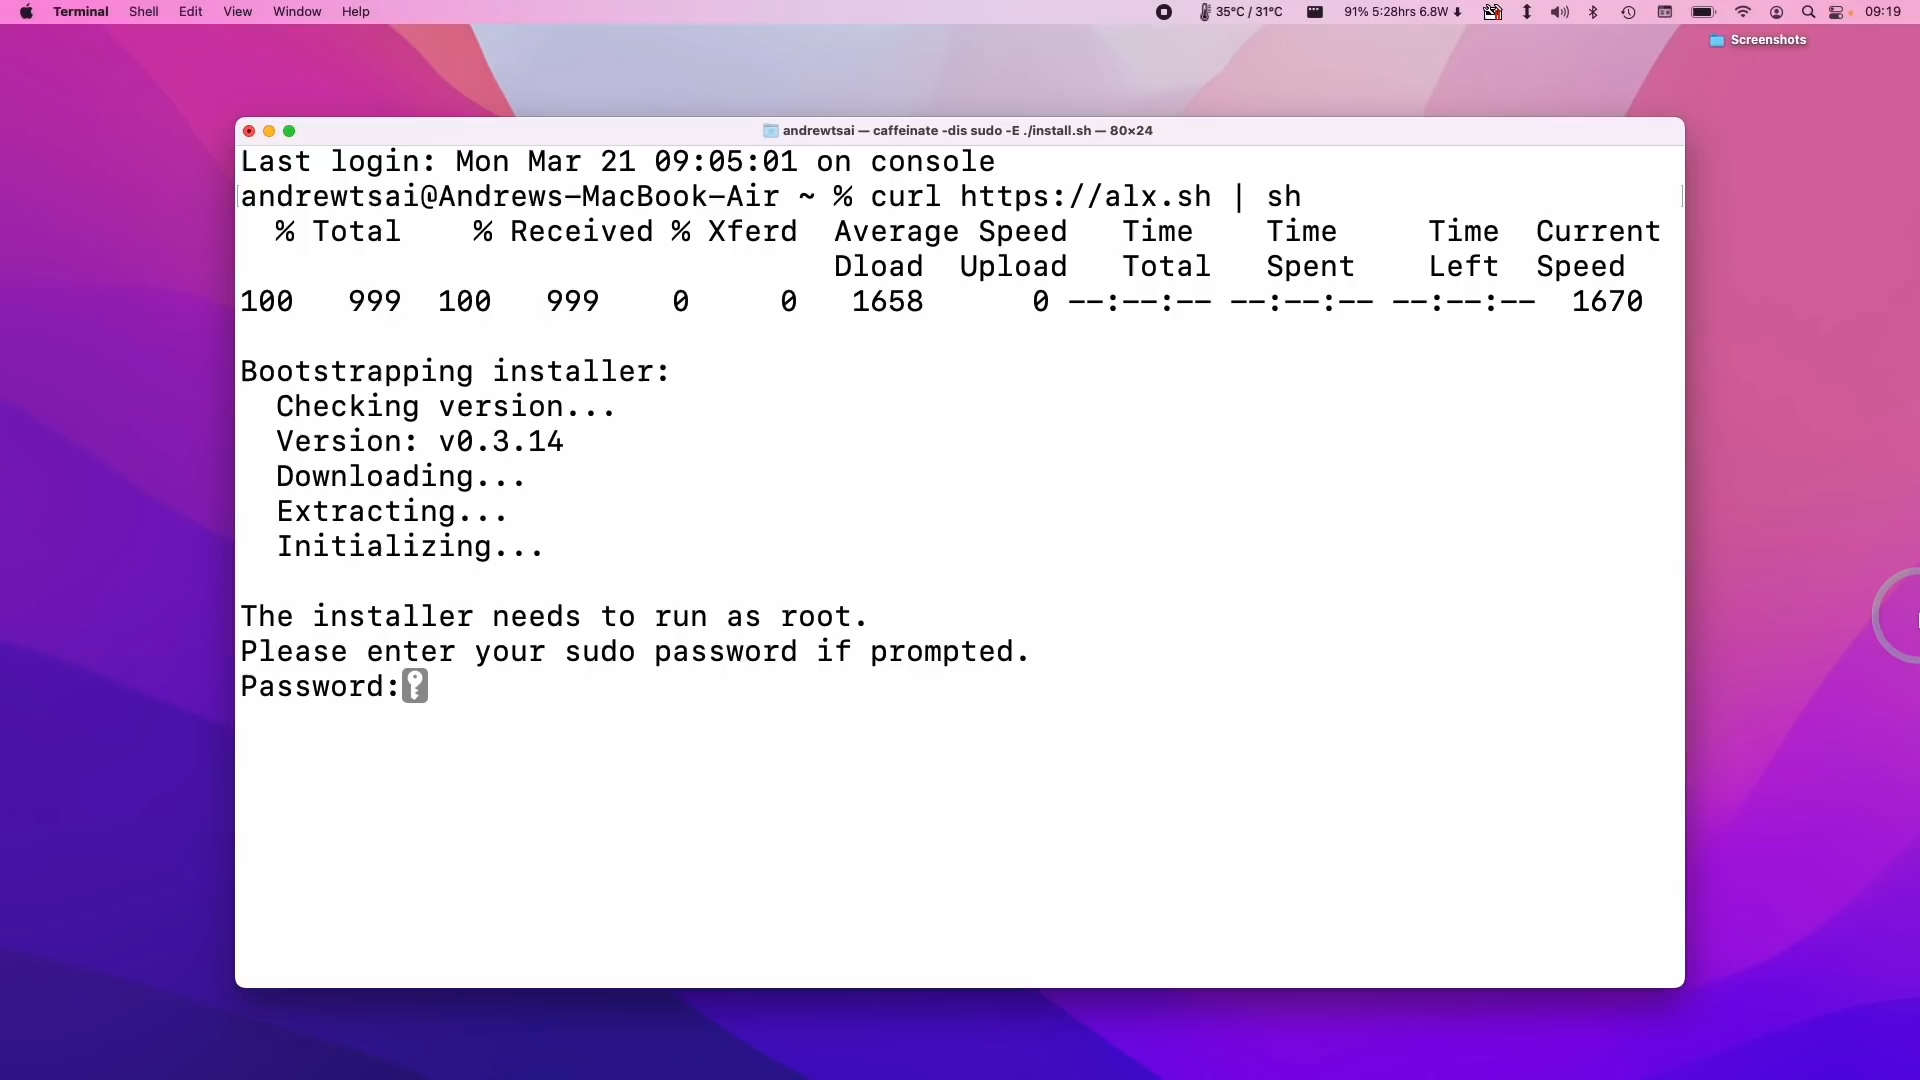 Terminal Shell Edit View Window Help 35°C / 31°C 91% 5:28hrs 6.8W 09:19
Screenshots
andrewtsai — caffeinate -dis sudo -E ./install.sh — 80×24
Last login: Mon Mar 21 09:05:01 on console
andrewtsai@Andrews-MacBook-Air ~ % curl https://alx.sh | sh
% Total % Received % Xferd Average Speed Time Time Time Current
Dload Upload Total Spent Left Speed
100 999 100 999 0 0 1658 0 --:--:-- --:--:-- --:--:-- 1670
Bootstrapping installer:
Checking version...
Version: v0.3.14
Downloading...
Extracting...
Initializing...
The installer needs to run as root.
Please enter your sudo password if prompted.
Password: